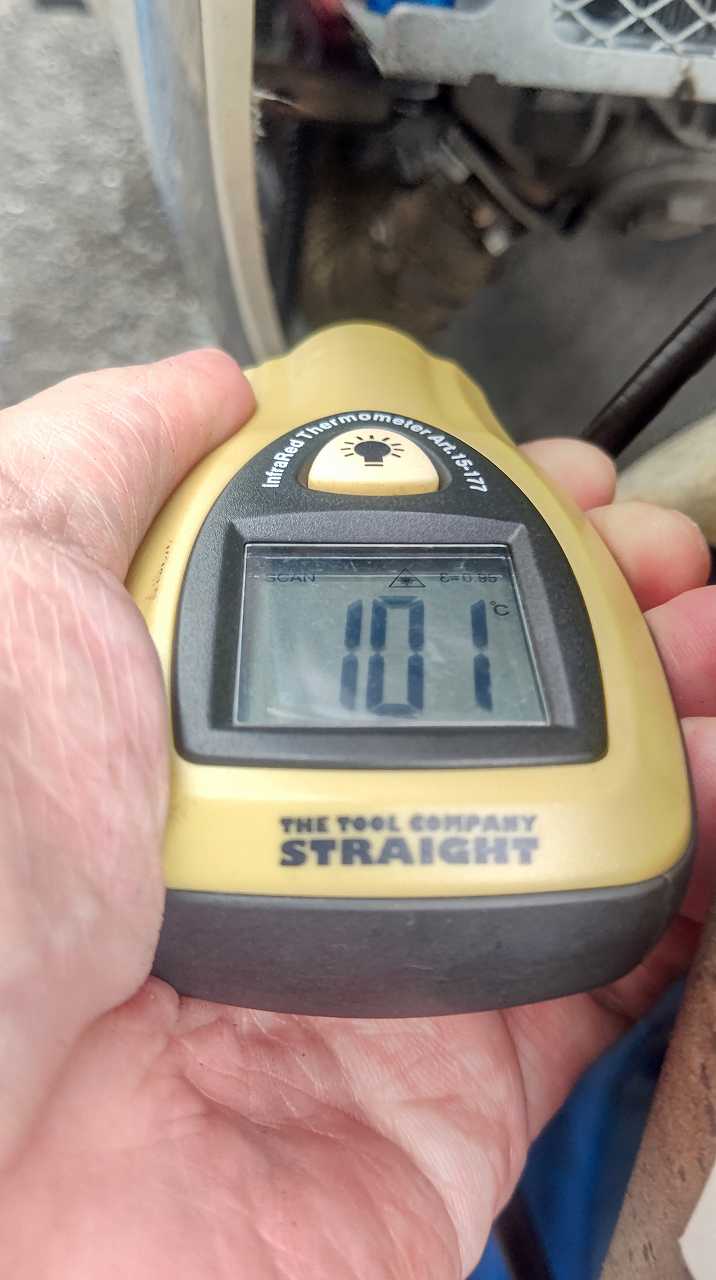 InfraRed Thermometer Art.15-177
SCAN ε=0.95
101 °C
THE TOOL COMPANY
STRAIGHT